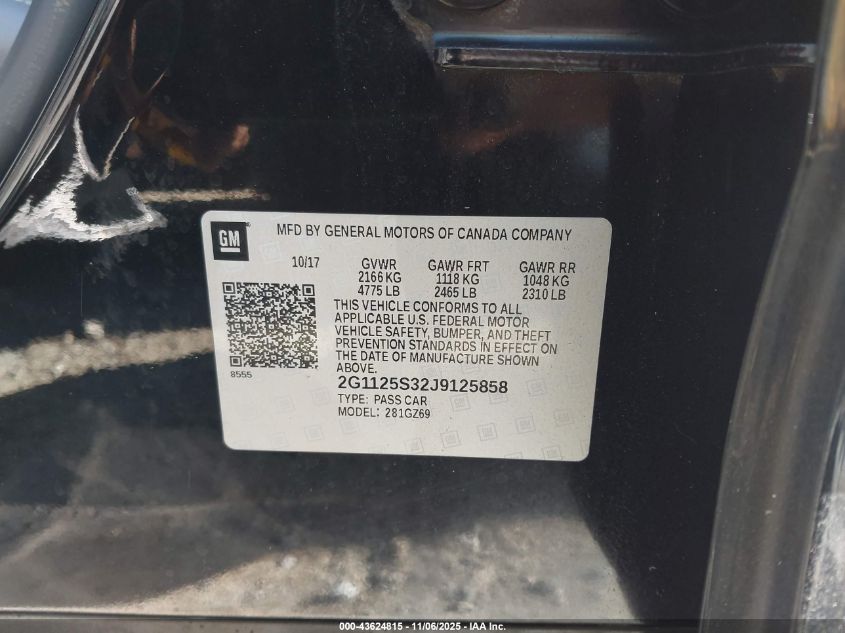 GM
MFD BY GENERAL MOTORS OF CANADA COMPANY
10/17 GVWR GAWR FRT GAWR RR
2166 KG 1118 KG 1048 KG
4775 LB 2465 LB 2310 LB
THIS VEHICLE CONFORMS TO ALL
APPLICABLE U.S. FEDERAL MOTOR
VEHICLE SAFETY, BUMPER, AND THEFT
PREVENTION STANDARDS IN EFFECT ON
THE DATE OF MANUFACTURE SHOWN
ABOVE.
8555
2G1125S32J9125858
TYPE: PASS CAR
MODEL: 281GZ69
000-43624815 - 11/06/2025 - IAA Inc.